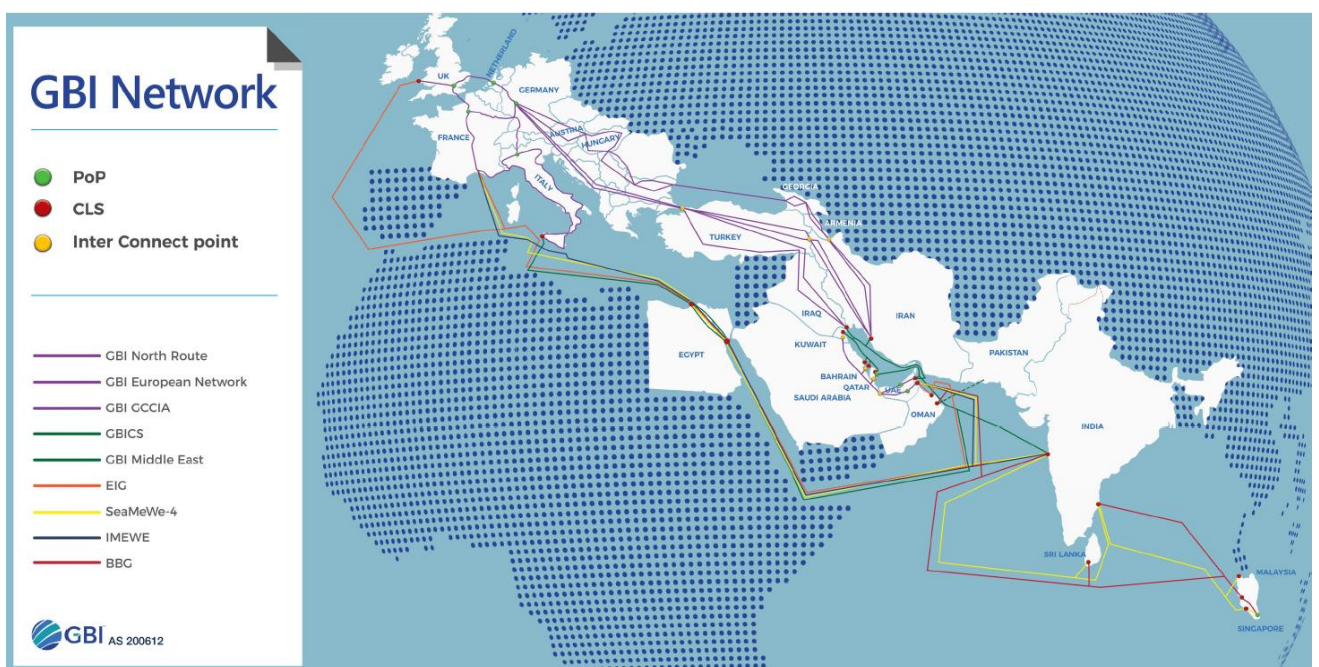 GBI Network
PoP
CLS
Inter Connect point
GBI North Route
GBI European Network
GBI GCCIA
GBICS
GBI Middle East
EIG
SeaMeWe-4
IMEWE
BBG
GBI AS 200612
UK
NETHERLAND
GERMANY
FRANCE
AUSTRIA
HUNGARY
ITALY
GEORGIA
ARMENIA
TURKEY
IRAQ
IRAN
KUWAIT
EGYPT
PAKISTAN
BAHRAIN
QATAR
UAE
SAUDI ARABIA
OMAN
INDIA
SRI LANKA
MALAYSIA
SINGAPORE